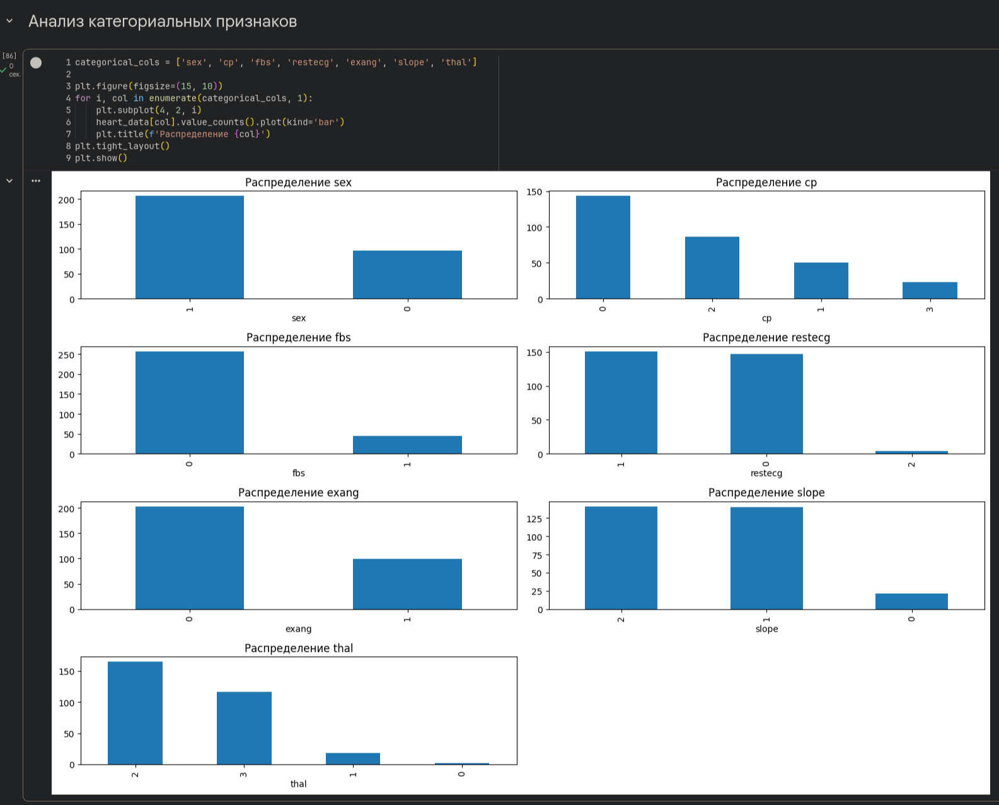 Анализ категориальных признаков
[86]
0
сек.
1 categorical_cols = ['sex', 'cp', 'fbs', 'restecg', 'exang', 'slope', 'thal']
2
3 plt.figure(figsize=(15, 10))
4 for i, col in enumerate(categorical_cols, 1):
5     plt.subplot(4, 2, i)
6     heart_data[col].value_counts().plot(kind='bar')
7     plt.title(f'Распределение {col}')
8 plt.tight_layout()
9 plt.show()
Распределение sex
200
150
100
50
0
1
0
sex
Распределение cp
150
100
50
0
0
2
1
3
cp
Распределение fbs
250
200
150
100
50
0
0
1
fbs
Распределение restecg
150
100
50
0
1
0
2
restecg
Распределение exang
200
150
100
50
0
0
1
exang
Распределение slope
125
100
75
50
25
0
2
1
0
slope
Распределение thal
150
100
50
0
2
3
1
0
thal